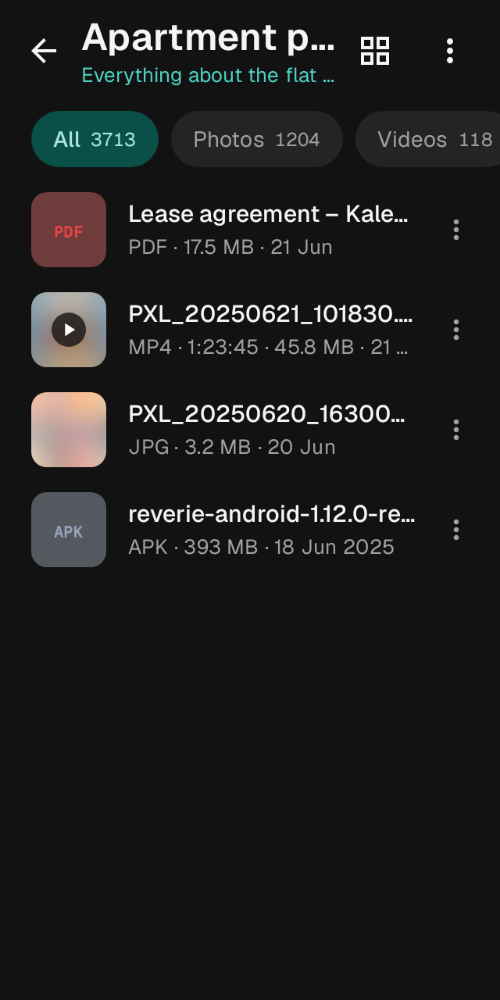 Apartment p...
Everything about the flat ...
All 3713
Photos 1204
Videos 118
PDF
Lease agreement – Kale...
PDF · 17.5 MB · 21 Jun
PXL_20250621_101830....
MP4 · 1:23:45 · 45.8 MB · 21 ...
PXL_20250620_16300...
JPG · 3.2 MB · 20 Jun
APK
reverie-android-1.12.0-re...
APK · 393 MB · 18 Jun 2025